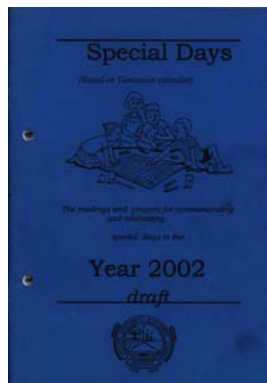 Special Days
(Based on Tanzanian calendar)
The readings and prayers for commemorating
and celebrating
special days in the
Year 2002
draft